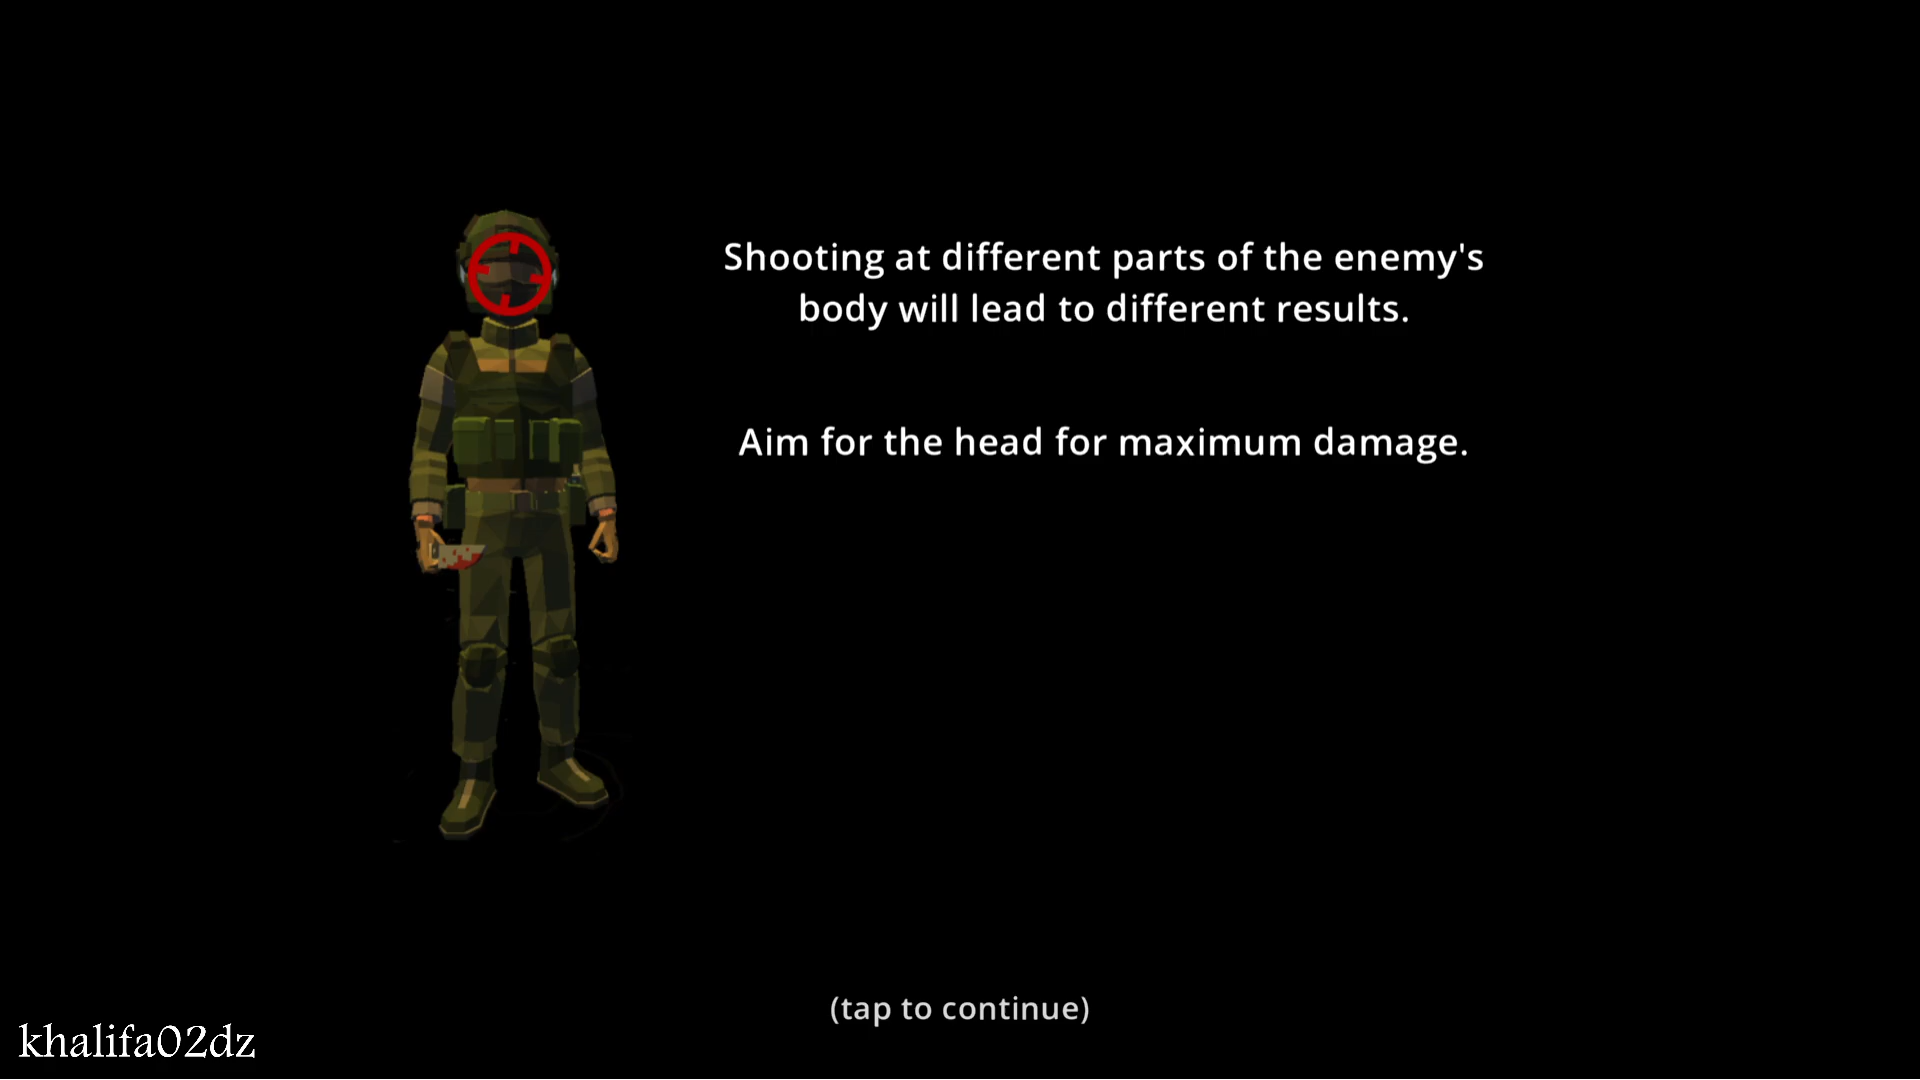 Shooting at different parts of the enemy's
body will lead to different results.
Aim for the head for maximum damage.
(tap to continue)
khalifa02dz